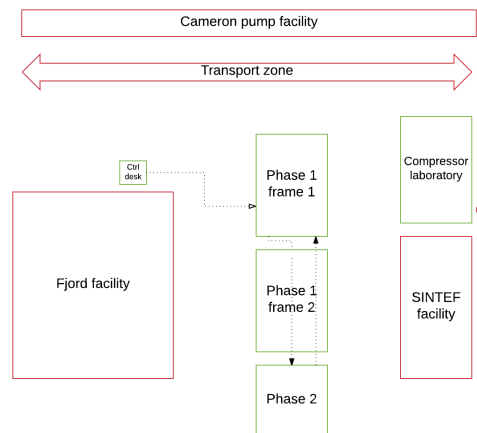 Cameron pump facility
Transport zone
Ctrl
desk
Phase 1
frame 1
Compressor
laboratory
Fjord facility
Phase 1
frame 2
SINTEF
facility
Phase 2